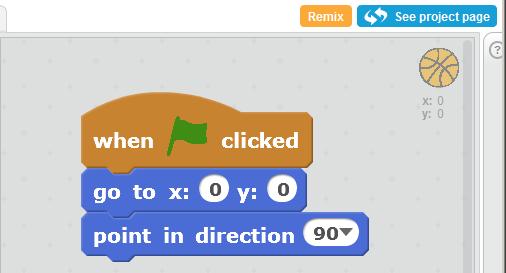 Remix See project page
?
x: 0
y: 0
when clicked
go to x: 0 y: 0
point in direction 90